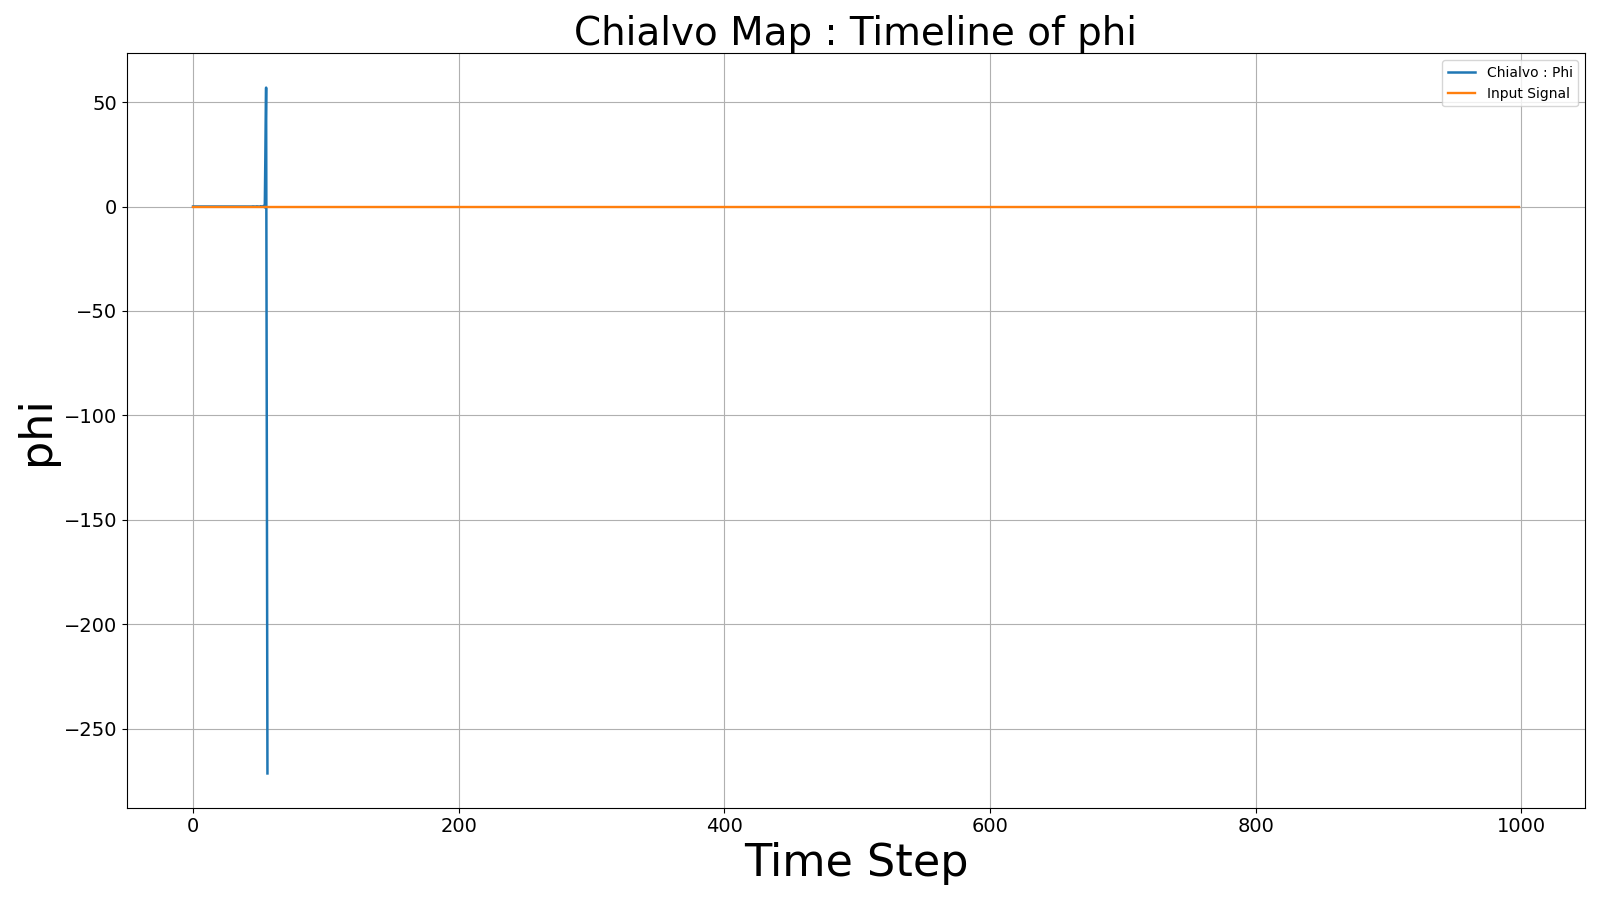 Chialvo Map : Timeline of phi
Chialvo : Phi
Input Signal
50
0
−50
−100
−150
−200
−250
phi
0 200 400 600 800 1000
Time Step